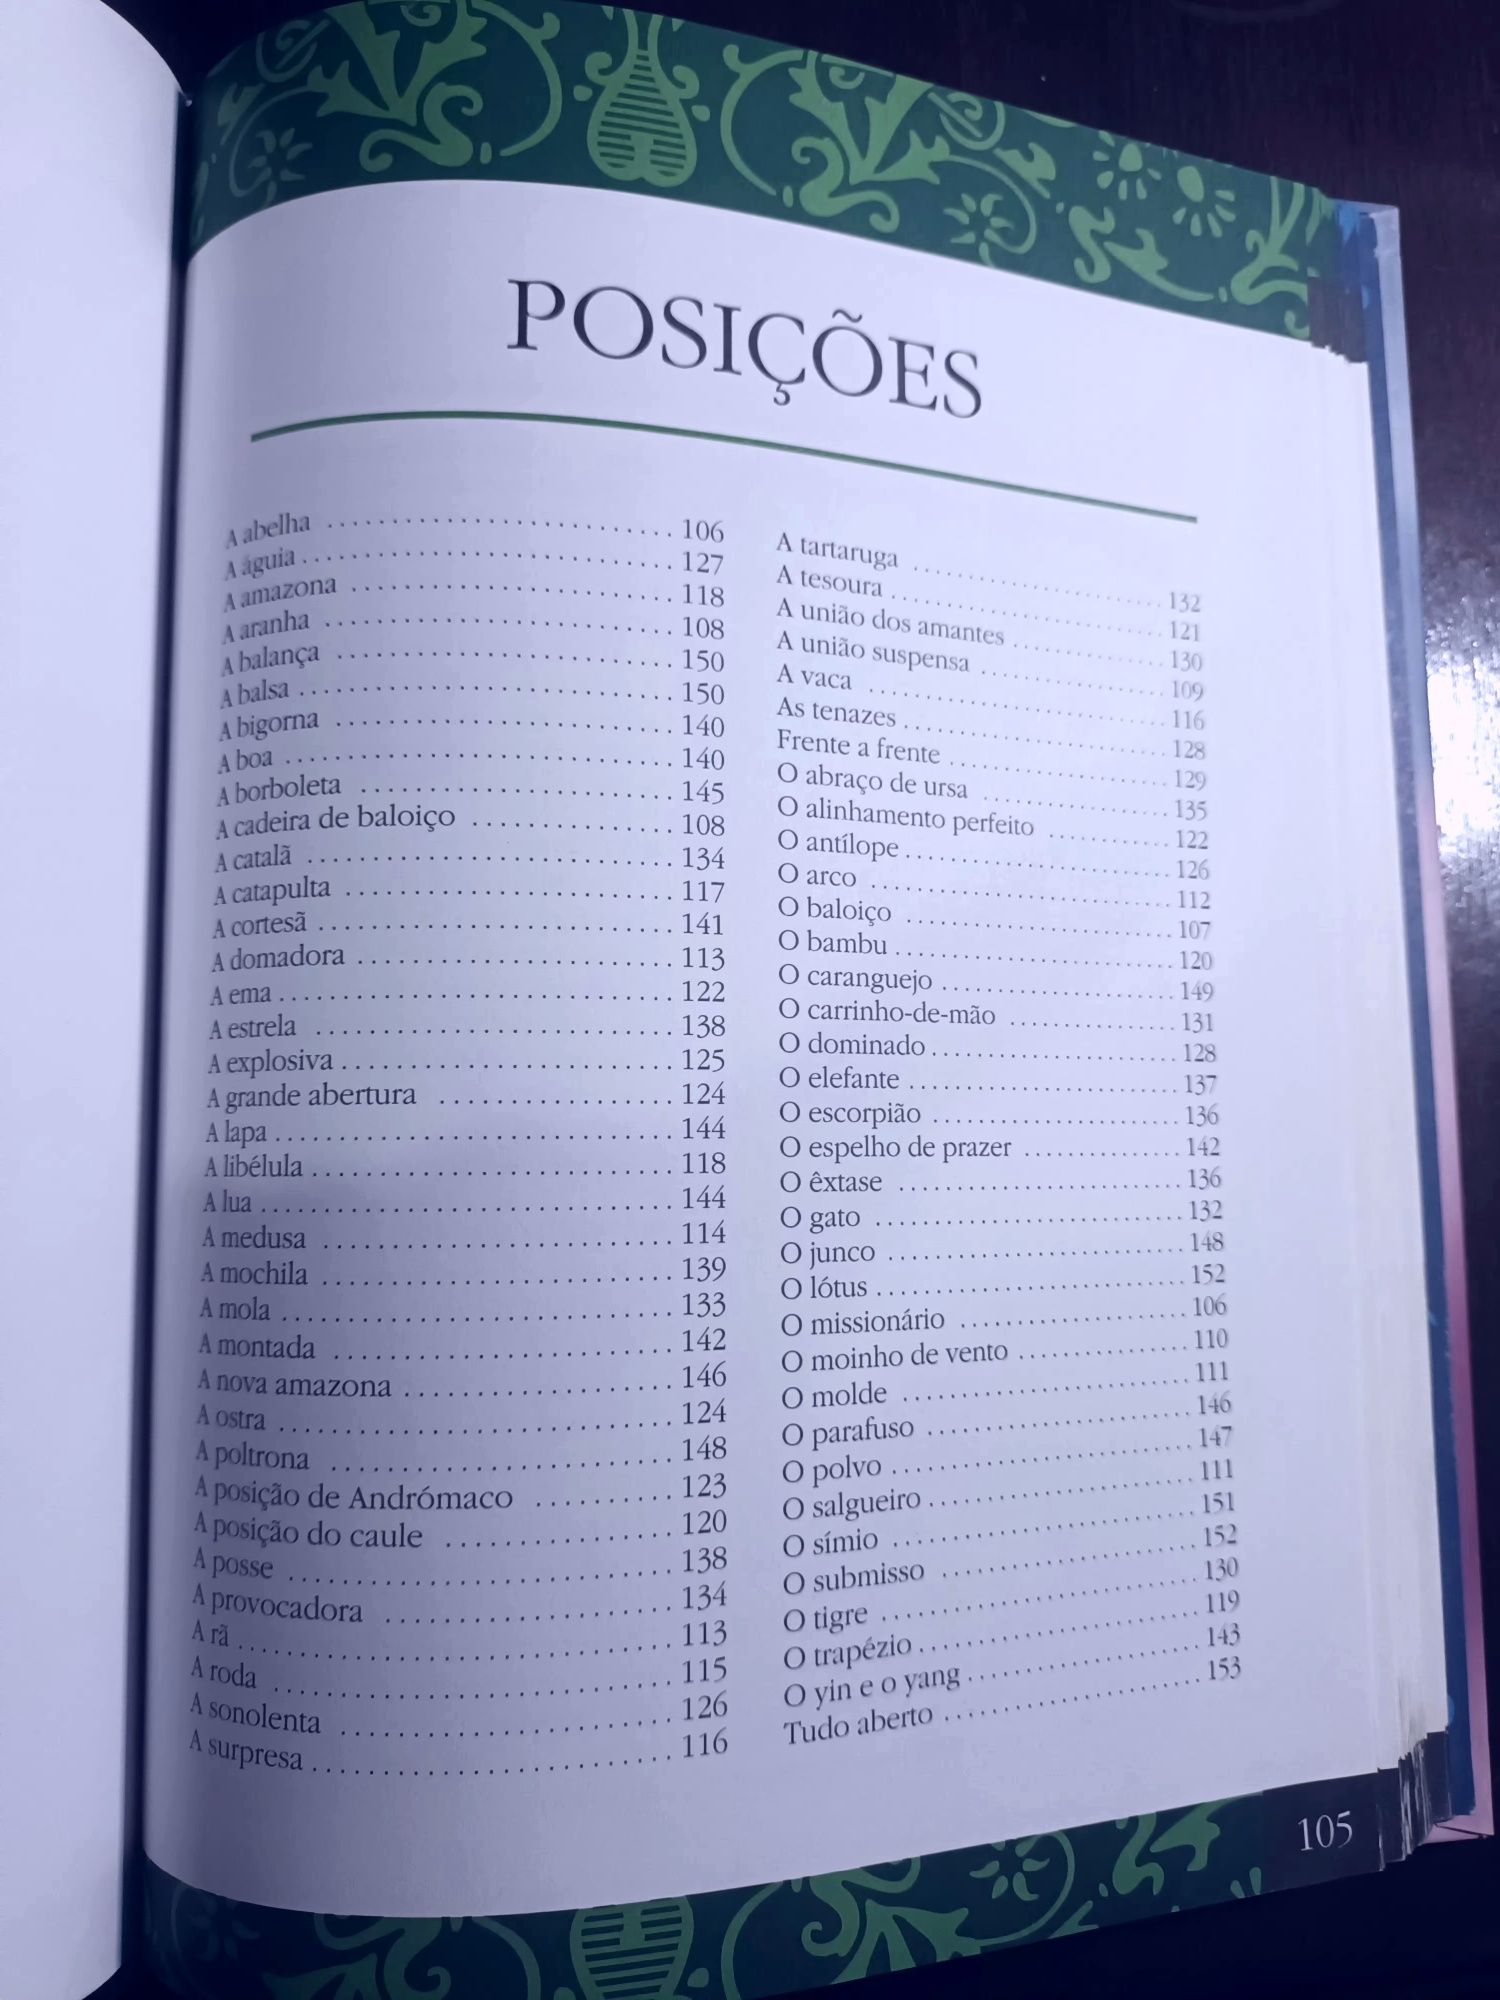 POSIÇÕES
A abelha 106
A águia 127
A amazona 118
A aranha 108
A balança 150
A balsa 150
A bigorna 140
A boa 140
A borboleta 145
A cadeira de baloiço 108
A catalã 134
A catapulta 117
A cortesã 141
A domadora 113
A ema 122
A estrela 138
A explosiva 125
A grande abertura 124
A lapa 144
A libélula 118
A lua 144
A medusa 114
A mochila 139
A mola 133
A montada 142
A nova amazona 146
A ostra 124
A poltrona 148
A posição de Andrómaco 123
A posição do caule 120
A posse 138
A provocadora 134
A rã 113
A roda 115
A sonolenta 126
A surpresa 116
A tartaruga 132
A tesoura 121
A união dos amantes 130
A união suspensa 109
A vaca 116
As tenazes 128
Frente a frente 129
O abraço de ursa 135
O alinhamento perfeito 122
O antílope 126
O arco 112
O baloiço 107
O bambu 120
O caranguejo 149
O carrinho-de-mão 131
O dominado 128
O elefante 137
O escorpião 136
O espelho de prazer 142
O êxtase 136
O gato 132
O junco 148
O lótus 152
O missionário 106
O moinho de vento 110
O molde 111
O parafuso 146
O polvo 147
O salgueiro 111
O símio 151
O submisso 152
O tigre 130
O trapézio 119
O yin e o yang 143
Tudo aberto 153
105